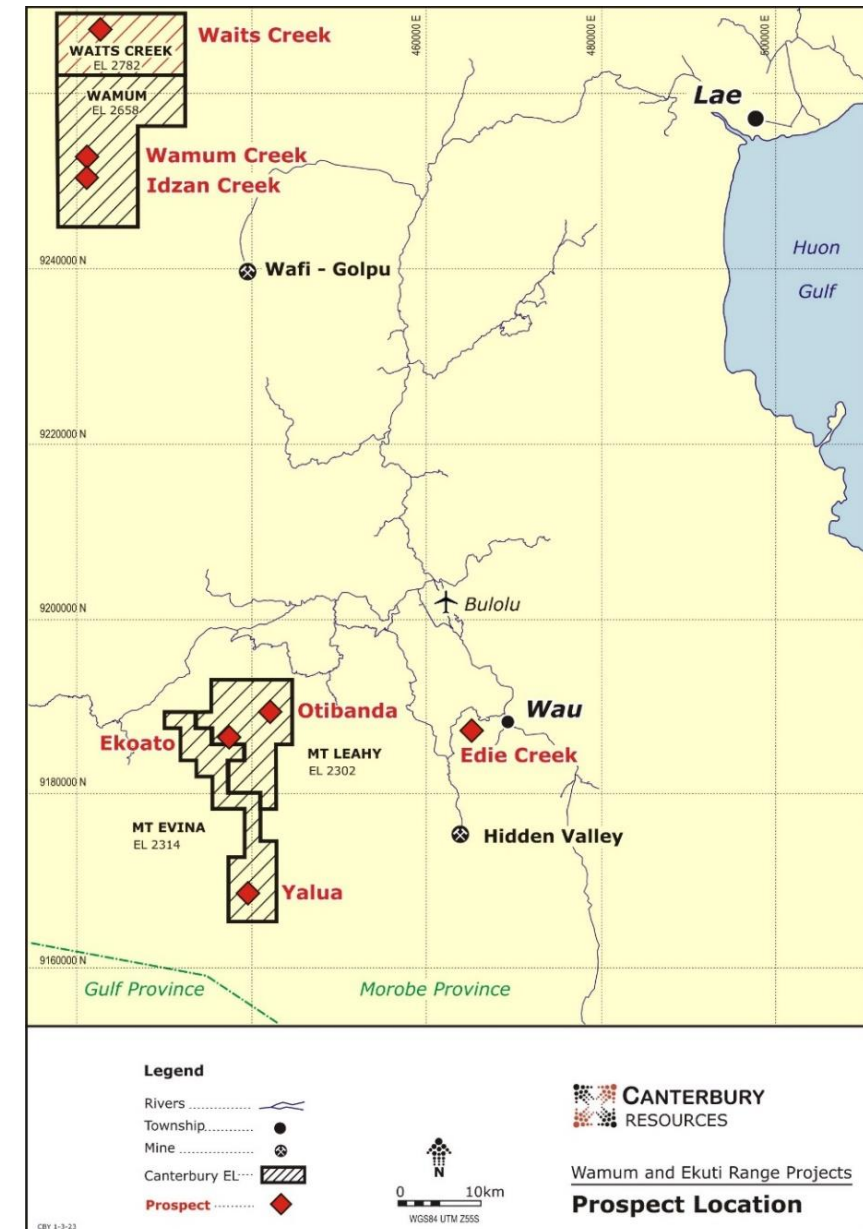 460000 E
480000 E
500000 E
Waits Creek
WAITS CREEK
EL 2782
WAMUM
EL 2658
Lae
Wamum Creek
Idzan Creek
9240000 N
Wafi - Golpu
Huon
Gulf
9220000 N
9200000 N
Bulolu
Otibanda
Wau
Ekoato
Edie Creek
MT LEAHY
EL 2302
9180000 N
MT EVINA
EL 2314
Hidden Valley
Yalua
9160000 N
Gulf Province
Morobe Province
Legend
Rivers
Township
Mine
Canterbury EL
Prospect
N
0 10km
WGS84 UTM Z55S
CANTERBURY
RESOURCES
Wamum and Ekuti Range Projects
Prospect Location
CBY 1-3-23